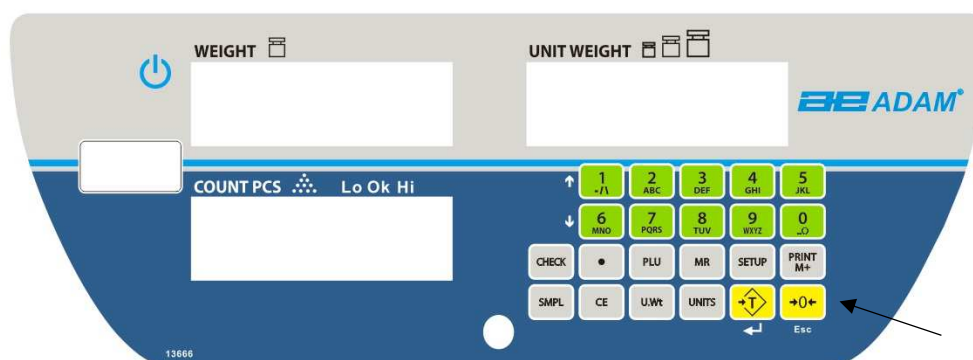 WEIGHT
UNIT WEIGHT
ADAM®
COUNT PCS Lo Ok Hi
1 2 3 4 5
-/\ ABC DEF GHI JKL
6 7 8 9 0
MNO PQRS TUV WXYZ
CHECK • PLU MR SETUP PRINT M+
SMPL CE U.Wt UNITS T 0
Esc
13666